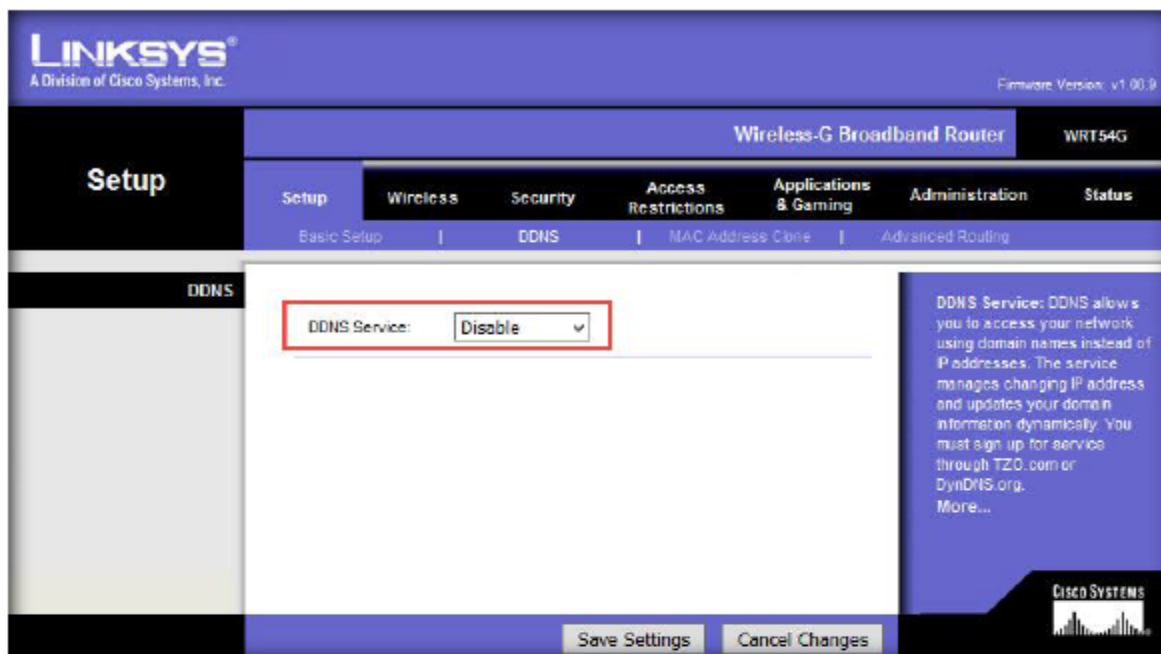 LINKSYS®
A Division of Cisco Systems, Inc.
Firmware Version: v1.00.9
Wireless-G Broadband Router
WRT54G
Setup
Setup
Wireless
Security
Access
Restrictions
Applications
& Gaming
Administration
Status
Basic Setup | DDNS | MAC Address Clone | Advanced Routing
DDNS
DDNS Service: Disable
DDNS Service: DDNS allows
you to access your network
using domain names instead of
IP addresses. The service
manages changing IP address
and updates your domain
information dynamically. You
must sign up for service
through TZO.com or
DynDNS.org.
More...
CISCO SYSTEMS
Save Settings
Cancel Changes